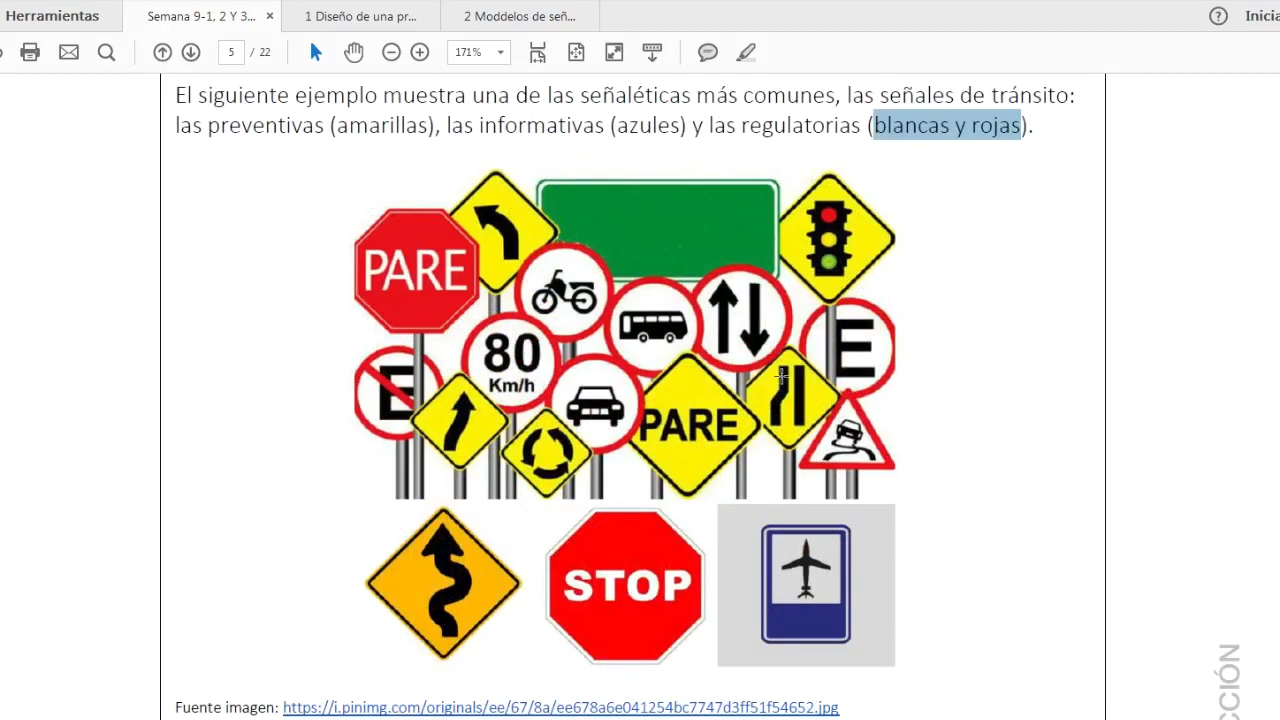 Herramientas
Semana 9-1, 2 Y 3... ×
1 Diseño de una pr...
2 Moddelos de señ...
?
Inicia
5 / 22
171%
El siguiente ejemplo muestra una de las señaléticas más comunes, las señales de tránsito:
las preventivas (amarillas), las informativas (azules) y las regulatorias (blancas y rojas).
PARE
80
Km/h
E
E
PARE
STOP
Fuente imagen: https://i.pinimg.com/originals/ee/67/8a/ee678a6e041254bc7747d3ff51f54652.jpg
CCIÓN